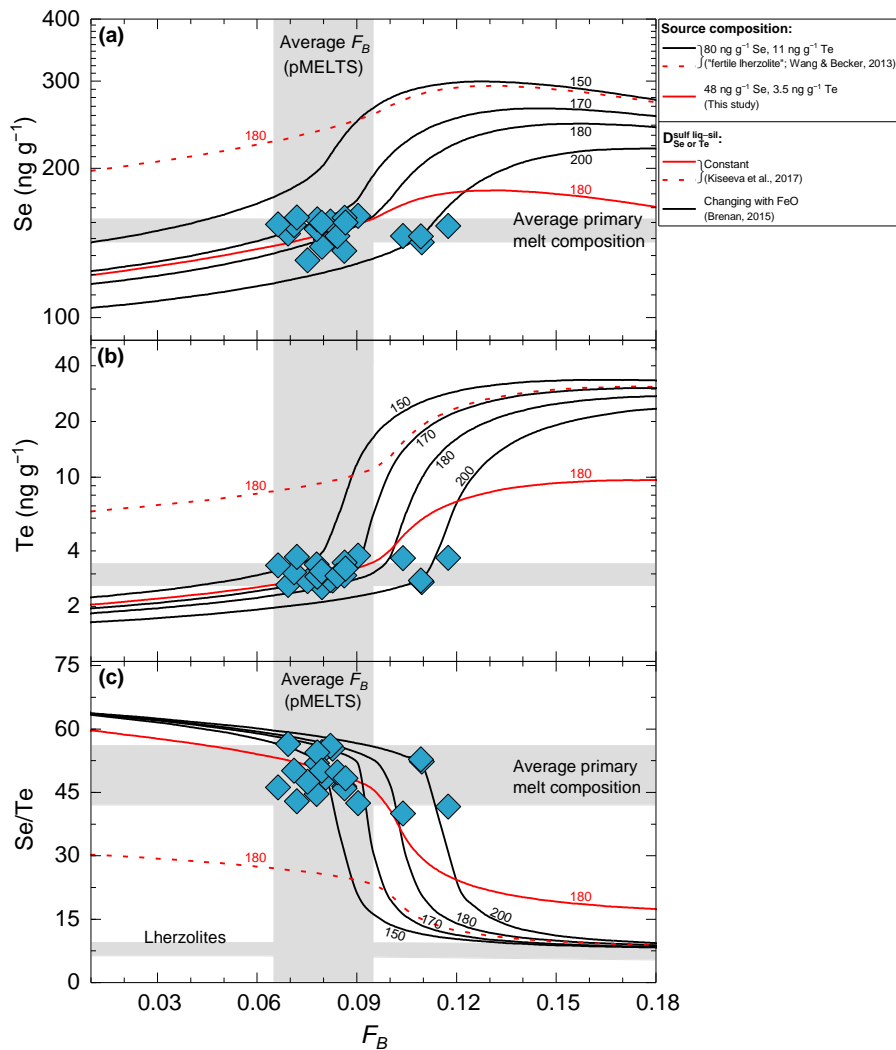 (a)
Average F_B
(pMELTS)
400
300
200
100
Se (ng g⁻¹)
150
170
180
200
180
180
Average primary
melt composition
Source composition:
80 ng g⁻¹ Se, 11 ng g⁻¹ Te
("fertile lherzolite"; Wang & Becker, 2013)
48 ng g⁻¹ Se, 3.5 ng g⁻¹ Te
(This study)
D^{sulf liq–sil}_{Se or Te}:
Constant
(Kiseeva et al., 2017)
Changing with FeO
(Brenan, 2015)
(b)
40
20
10
4
2
Te (ng g⁻¹)
180
150
170
180
200
180
(c)
Average F_B
(pMELTS)
75
60
45
30
15
0
Se/Te
Average primary
melt composition
180
180
200
180
170
150
Lherzolites
0.03
0.06
0.09
0.12
0.15
0.18
F_B